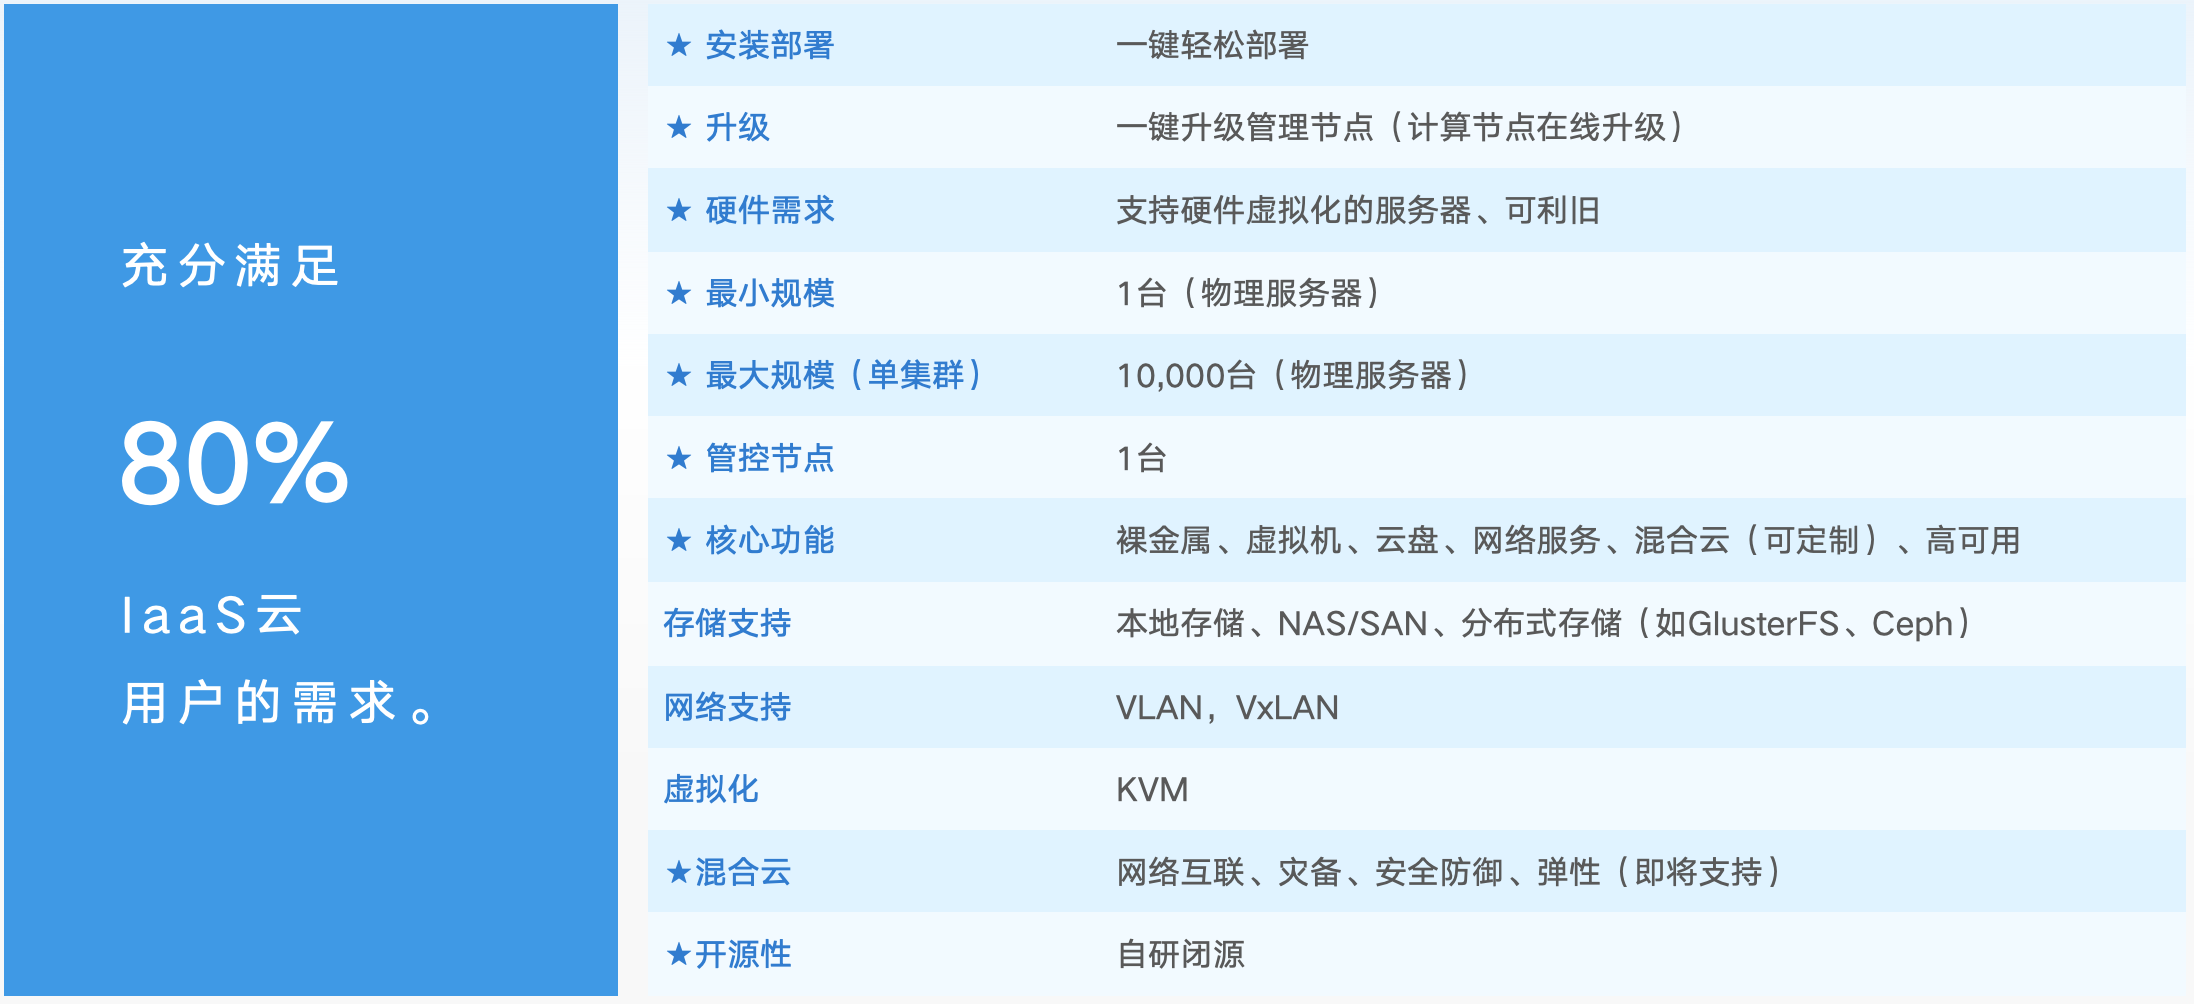 充分满足
80%
IaaS云
用户的需求。
★ 安装部署 一键轻松部署
★ 升级 一键升级管理节点（计算节点在线升级）
★ 硬件需求 支持硬件虚拟化的服务器、可利旧
★ 最小规模 1台（物理服务器）
★ 最大规模（单集群） 10,000台（物理服务器）
★ 管控节点 1台
★ 核心功能 裸金属、虚拟机、云盘、网络服务、混合云（可定制）、高可用
存储支持 本地存储、NAS/SAN、分布式存储（如GlusterFS、Ceph）
网络支持 VLAN，VxLAN
虚拟化 KVM
★混合云 网络互联、灾备、安全防御、弹性（即将支持）
★开源性 自研闭源